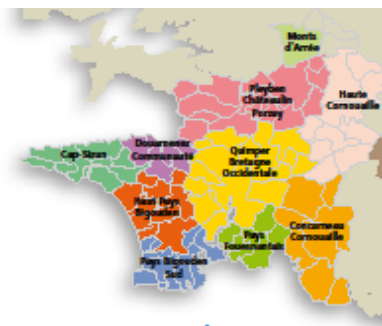 Monts
d'Arrée
Pleyben
Châteaulin
Porzay
Haute
Cornouaille
Douarnenez
Communauté
Cap-Sizun
Quimper
Bretagne
Occidentale
Haut-Pays
Bigouden
Concarneau
Cornouaille
Pays
Fouesnantais
Pays Bigouden
Sud